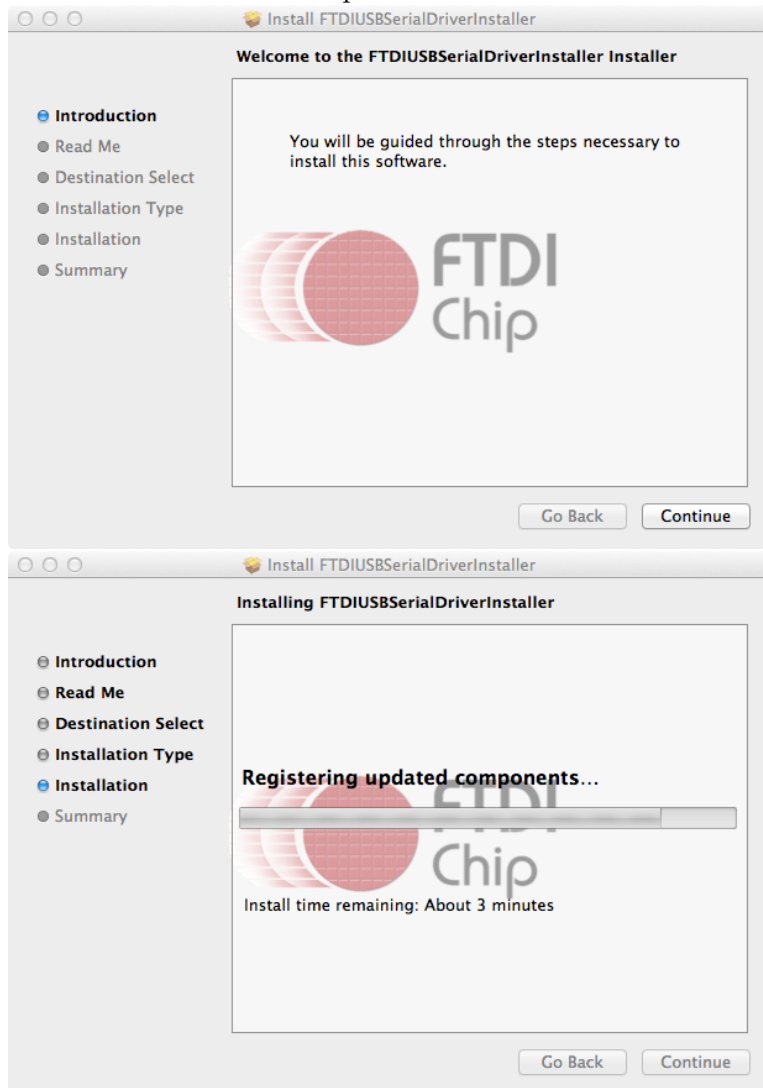 Install FTDIUSBSerialDriverInstaller
Welcome to the FTDIUSBSerialDriverInstaller Installer
Introduction
Read Me
Destination Select
Installation Type
Installation
Summary
You will be guided through the steps necessary to
install this software.
FTDI
Chip
Go Back
Continue
Install FTDIUSBSerialDriverInstaller
Installing FTDIUSBSerialDriverInstaller
Introduction
Read Me
Destination Select
Installation Type
Installation
Summary
Registering updated components...
FTDI
Chip
Install time remaining: About 3 minutes
Go Back
Continue